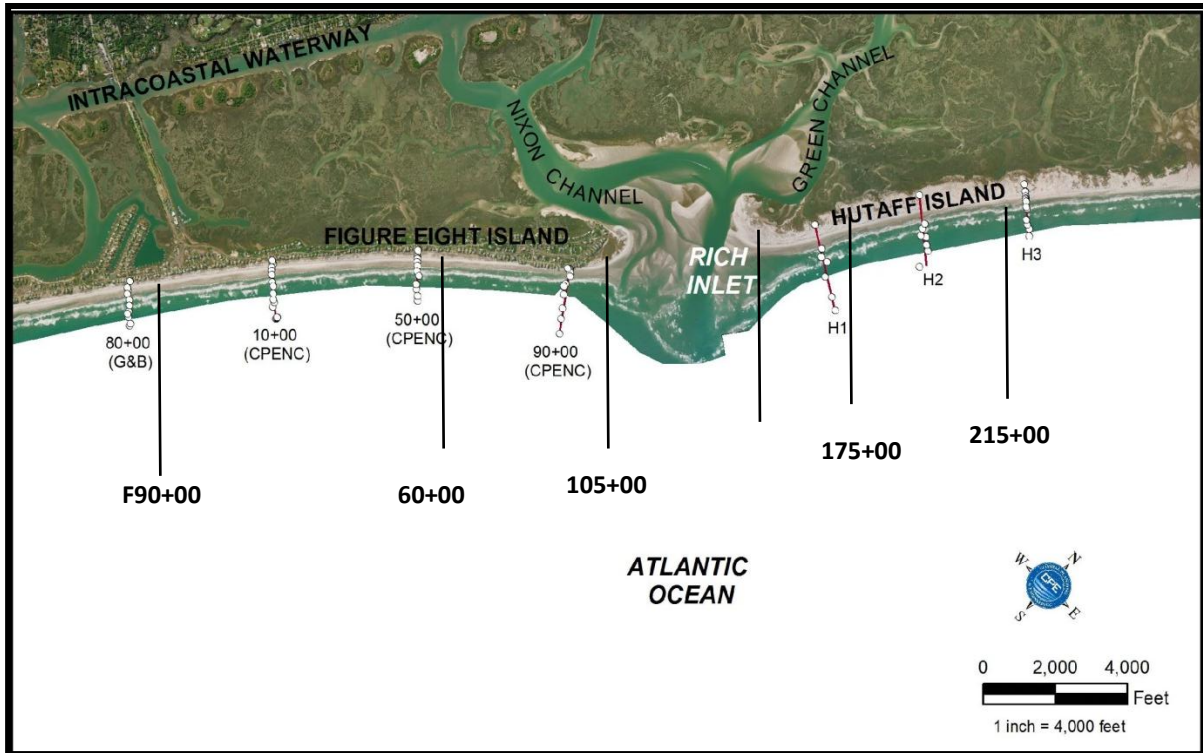 INTRACOASTAL WATERWAY
NIXON
CHANNEL
GREEN CHANNEL
FIGURE EIGHT ISLAND
HUTAFF ISLAND
RICH
INLET
80+00
(G&B)
10+00
(CPENC)
50+00
(CPENC)
90+00
(CPENC)
H1
H2
H3
F90+00
60+00
105+00
175+00
215+00
ATLANTIC
OCEAN
W
N
CPE
S
E
0 2,000 4,000
Feet
1 inch = 4,000 feet